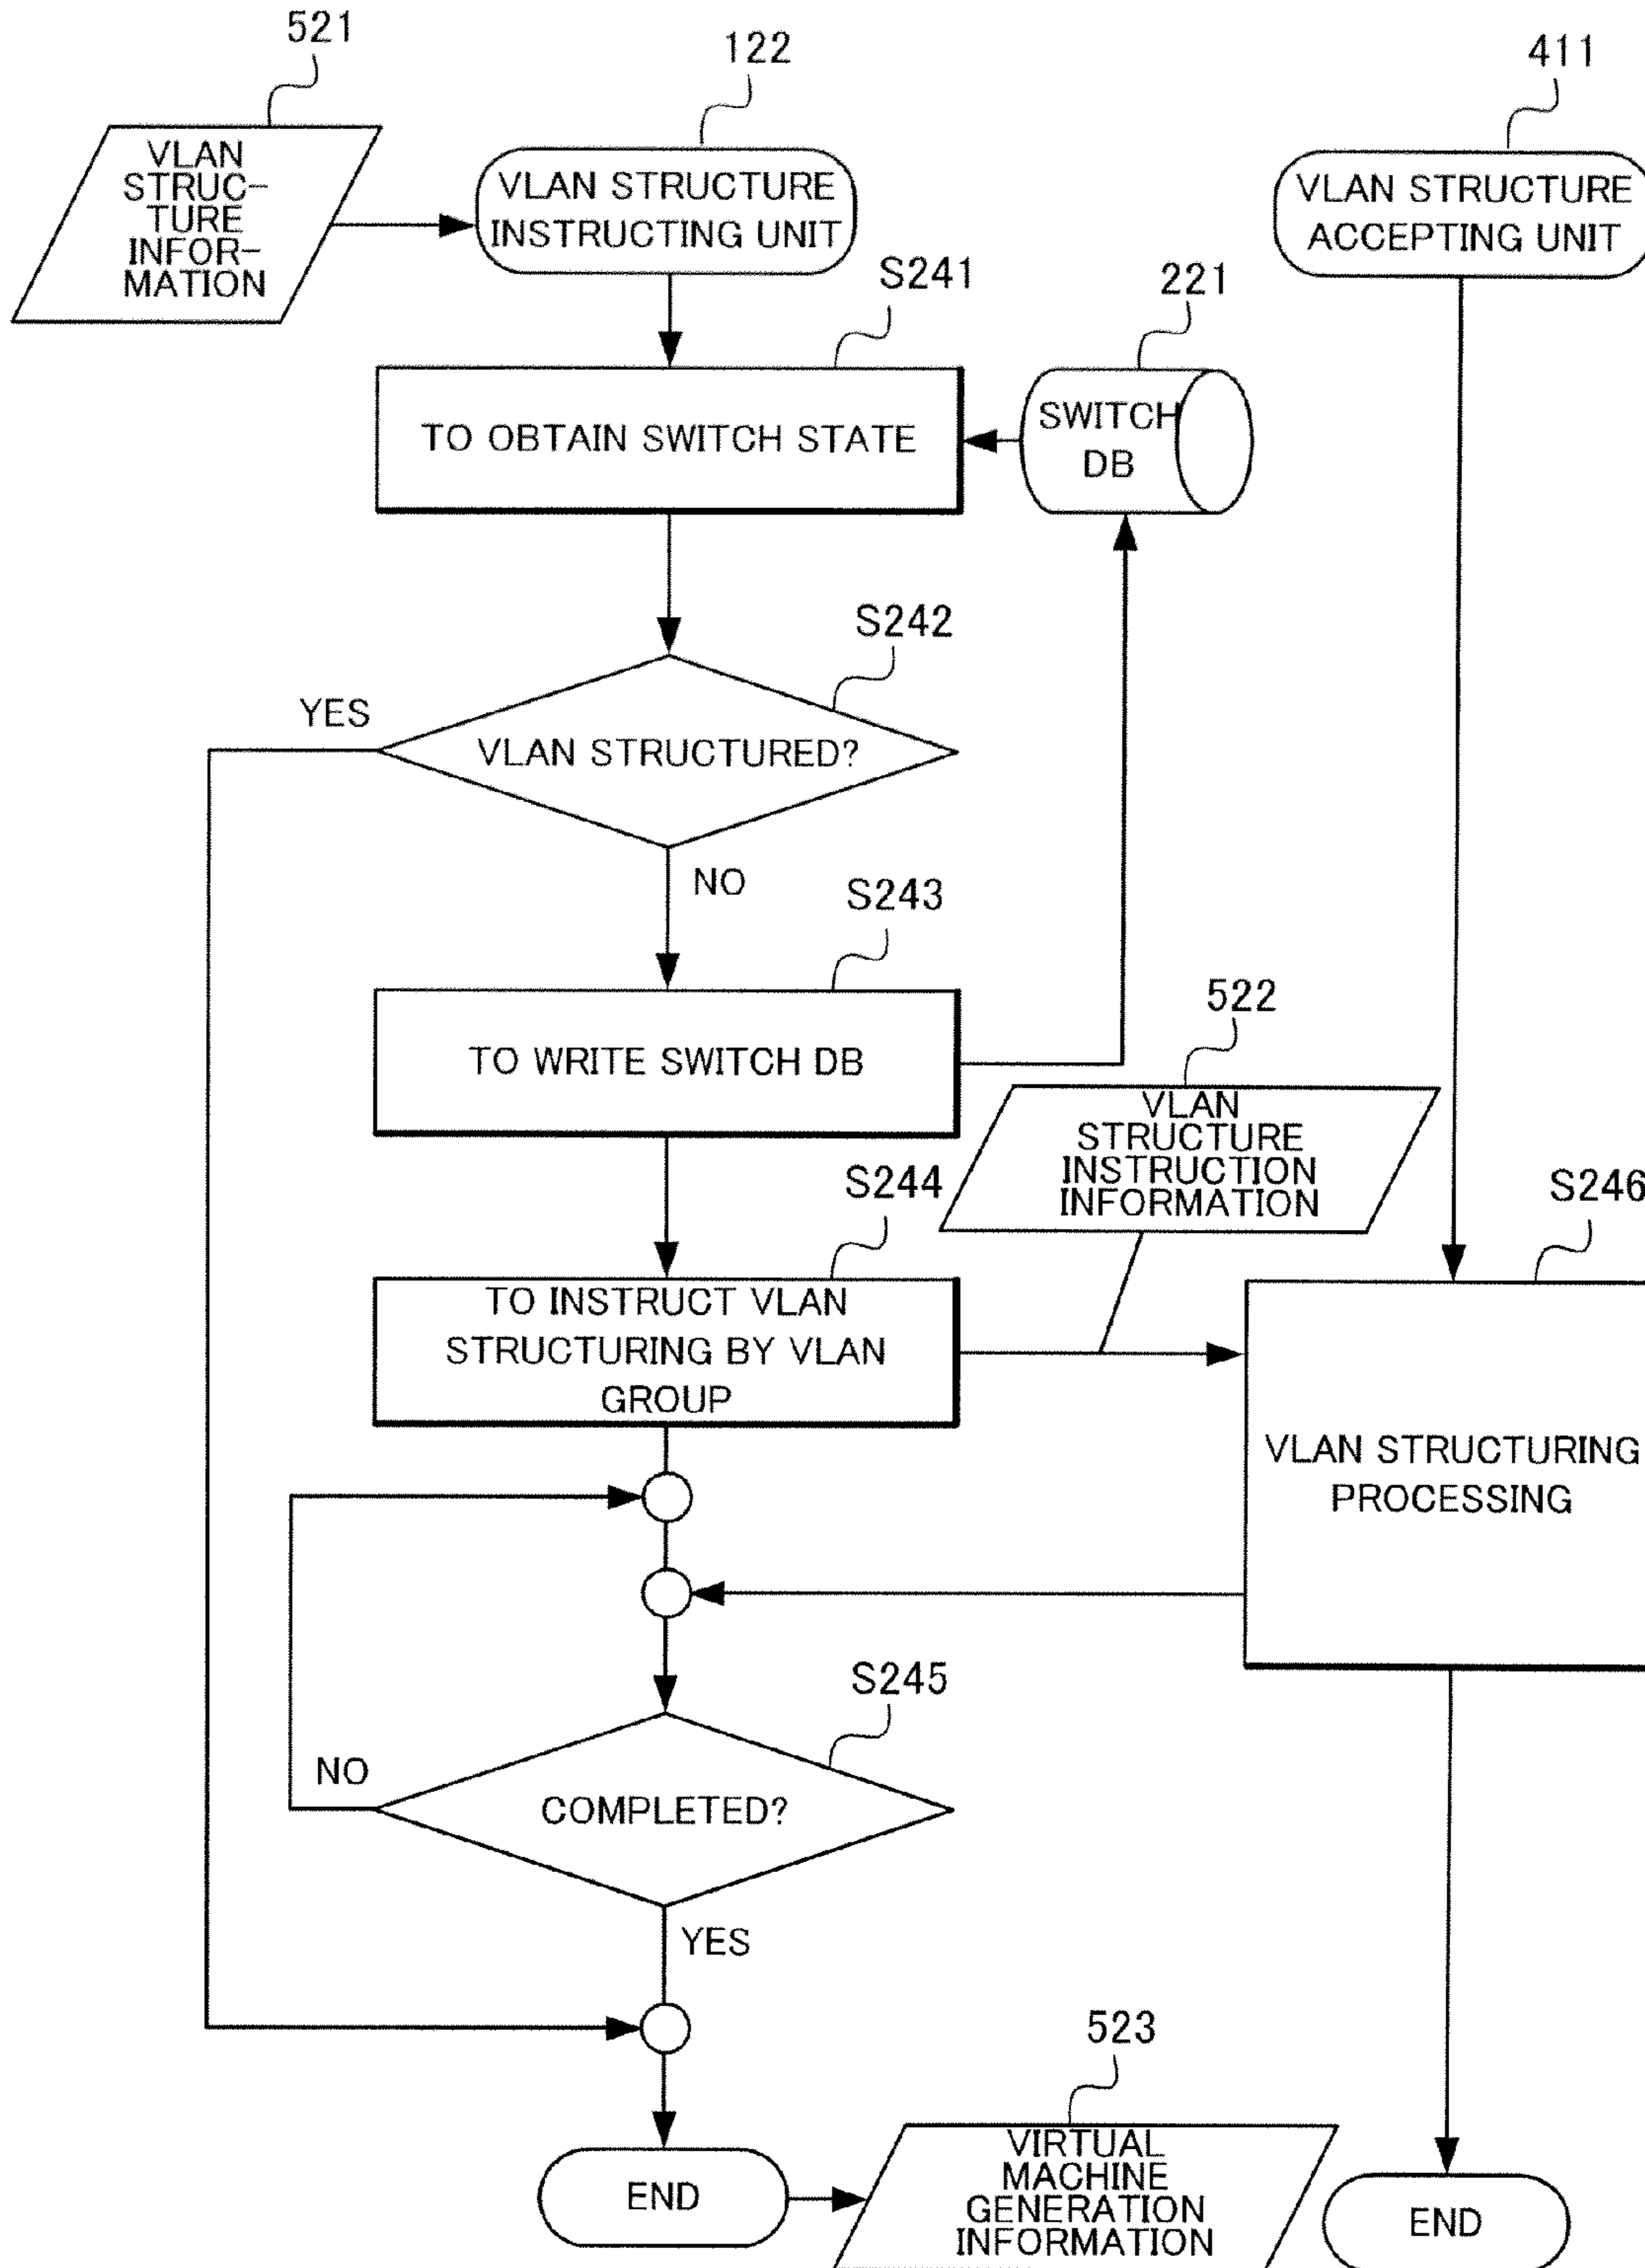 521
122
411
VLAN
STRUC-
TURE
INFOR-
MATION
VLAN STRUCTURE
INSTRUCTING UNIT
VLAN STRUCTURE
ACCEPTING UNIT
S241
221
TO OBTAIN SWITCH STATE
SWITCH
DB
S242
YES
VLAN STRUCTURED?
NO
S243
TO WRITE SWITCH DB
522
VLAN
STRUCTURE
INSTRUCTION
INFORMATION
S244
S246
TO INSTRUCT VLAN
STRUCTURING BY VLAN
GROUP
VLAN STRUCTURING
PROCESSING
S245
NO
COMPLETED?
YES
523
END
VIRTUAL
MACHINE
GENERATION
INFORMATION
END